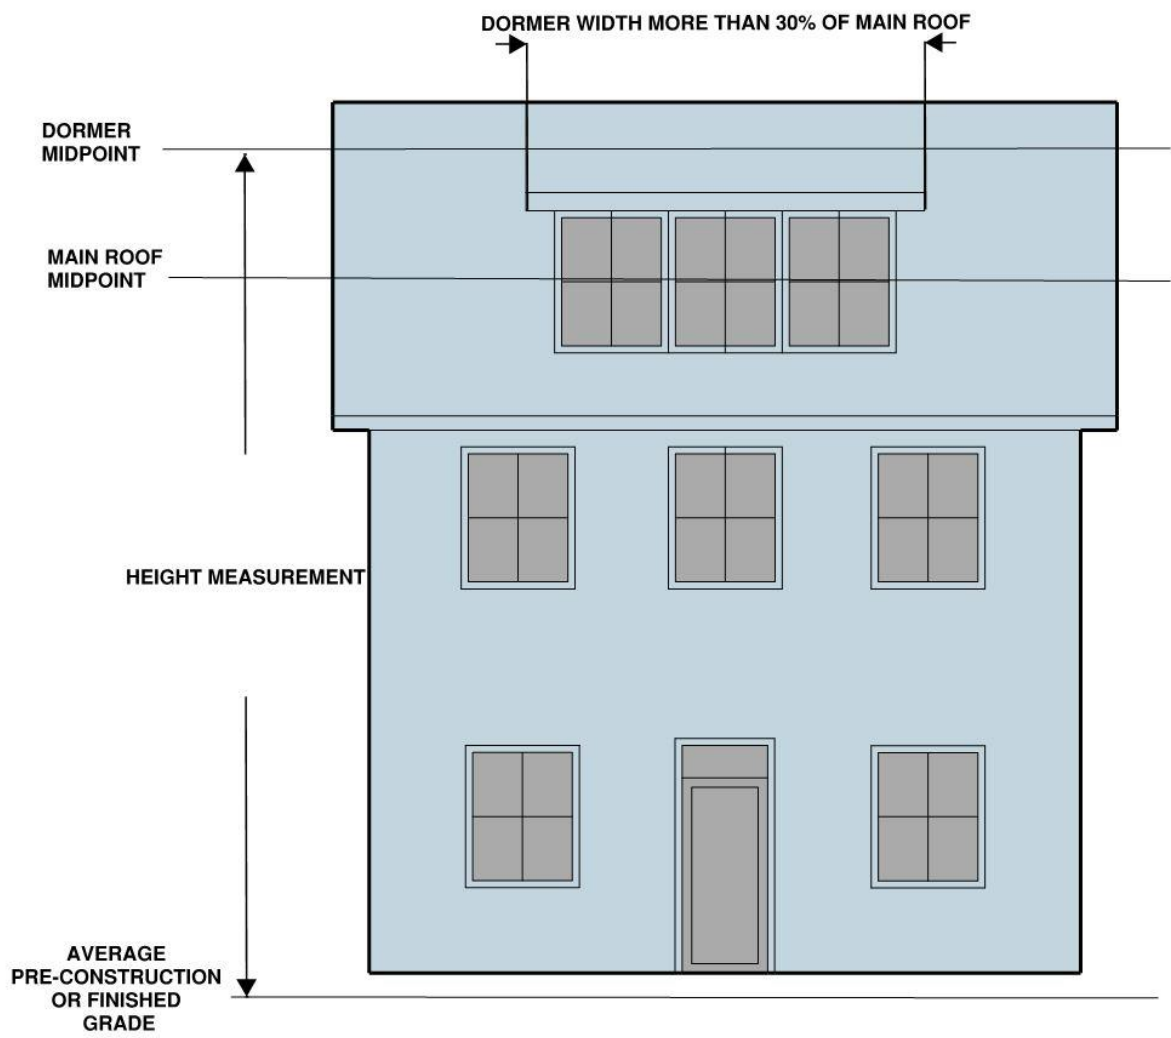 DORMER WIDTH MORE THAN 30% OF MAIN ROOF
DORMER
MIDPOINT
MAIN ROOF
MIDPOINT
HEIGHT MEASUREMENT
AVERAGE
PRE-CONSTRUCTION
OR FINISHED
GRADE